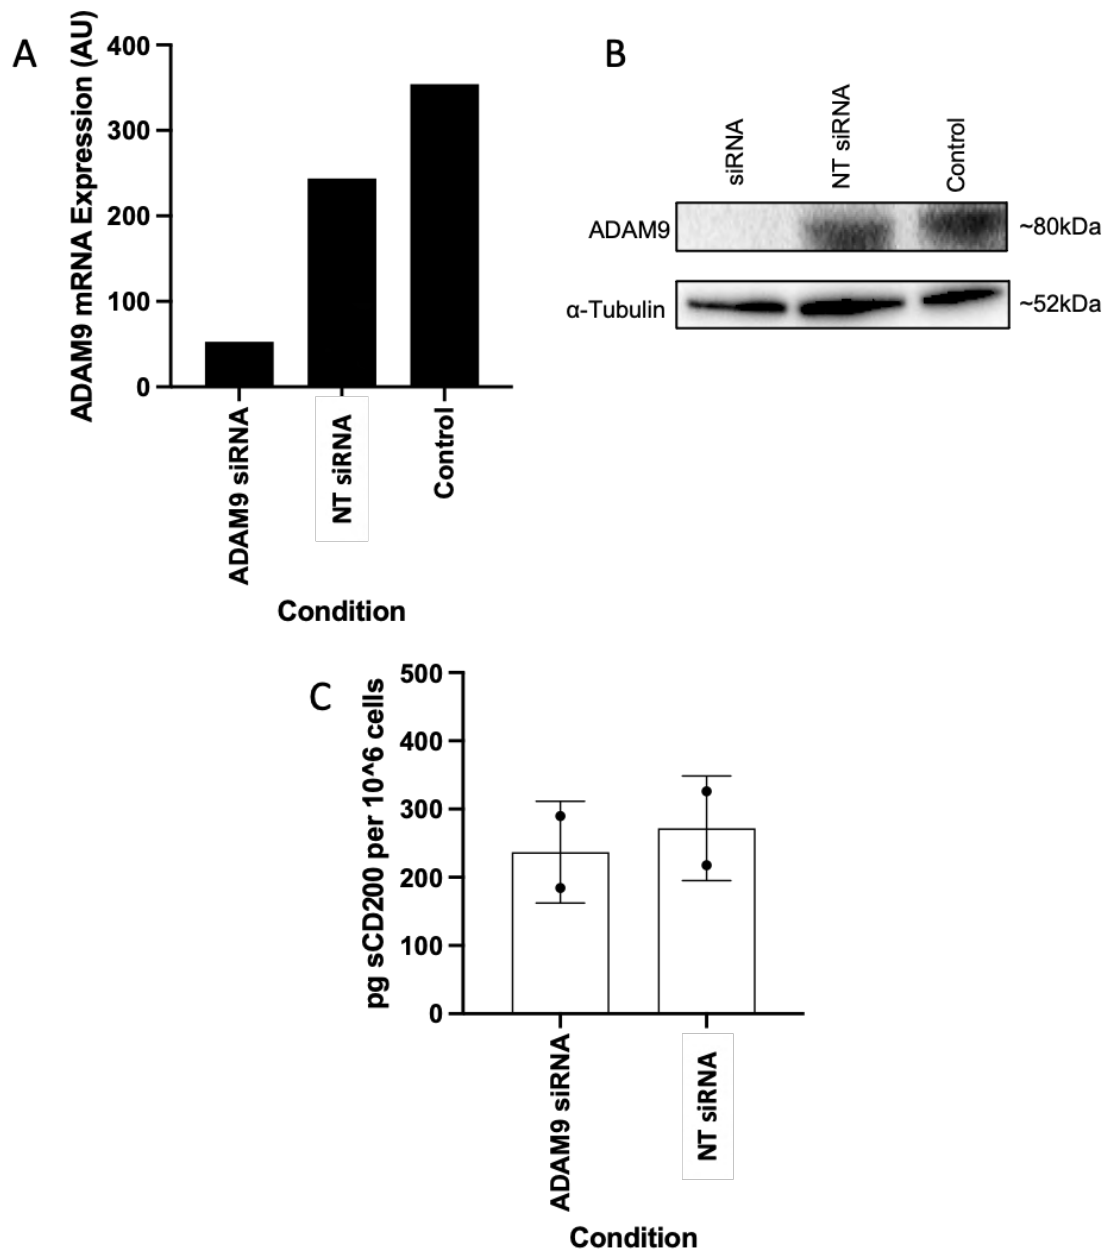 A
ADAM9 mRNA Expression (AU)
400
300
200
100
0
ADAM9 siRNA
NT siRNA
Control
Condition
B
siRNA
NT siRNA
Control
ADAM9
~80kDa
α-Tubulin
~52kDa
C
pg sCD200 per 10^6 cells
500
400
300
200
100
0
ADAM9 siRNA
NT siRNA
Condition